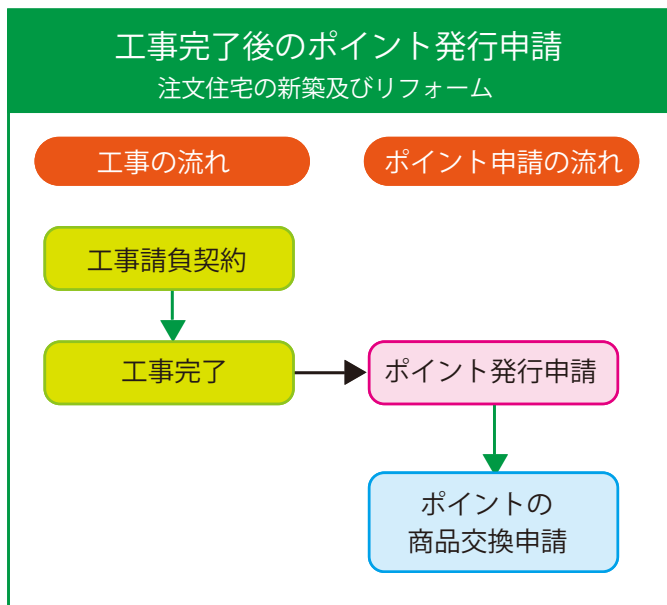 工事完了後のポイント発行申請
注文住宅の新築及びリフォーム
工事の流れ
ポイント申請の流れ
工事請負契約
工事完了
ポイント発行申請
ポイントの
商品交換申請